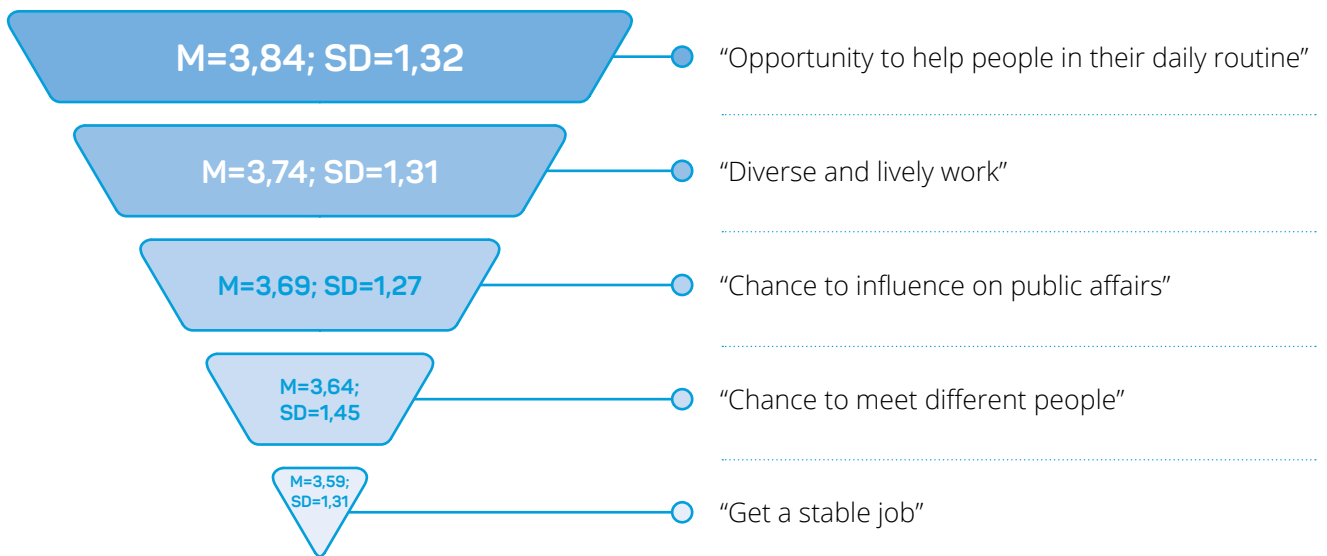 M=3,84; SD=1,32
“Opportunity to help people in their daily routine”
M=3,74; SD=1,31
“Diverse and lively work”
M=3,69; SD=1,27
“Chance to influence on public affairs”
M=3,64;
SD=1,45
“Chance to meet different people”
M=3,59;
SD=1,31
“Get a stable job”